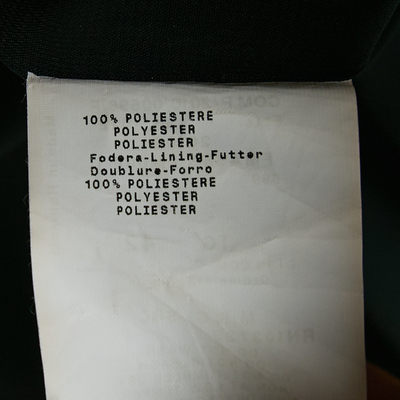 100% POLIESTERE
POLYESTER
POLIESTER
Fodera-Lining-Futter
Doublure-Forro
100% POLIESTERE
POLYESTER
POLIESTER